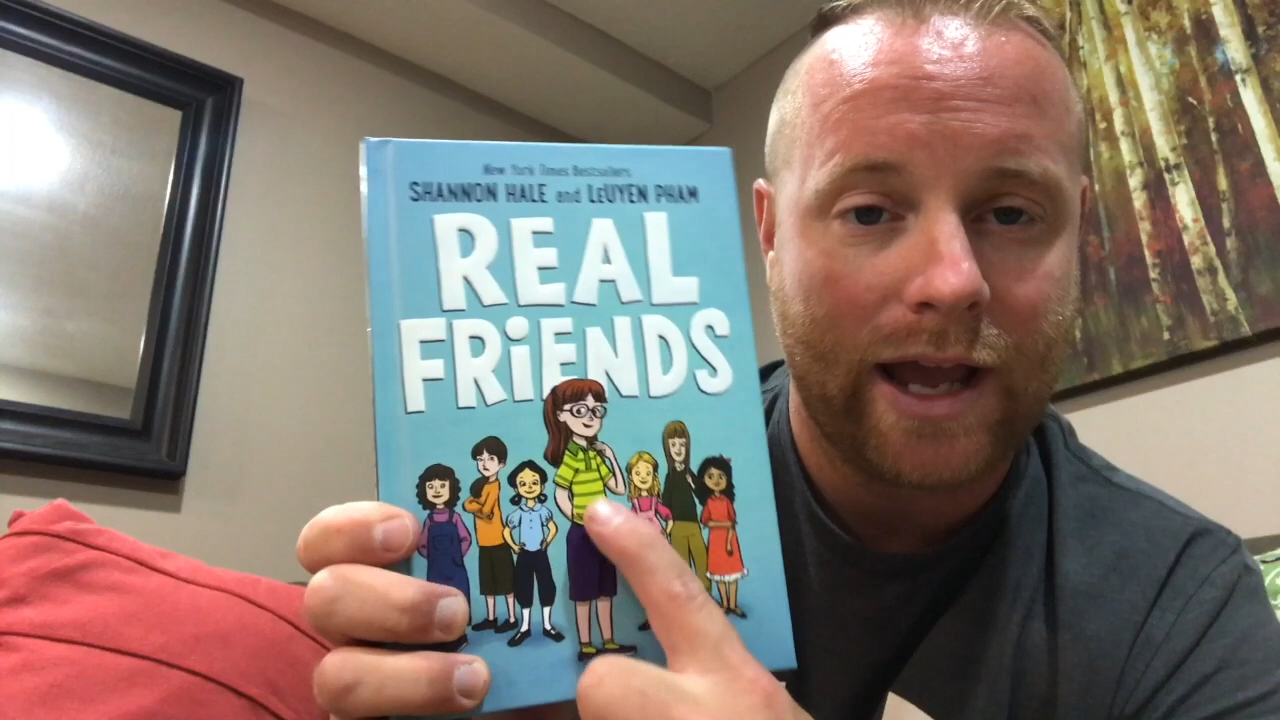 New York Times Bestsellers
SHANNON HALE and LEUYEN PHAM
REAL
FRiENDS